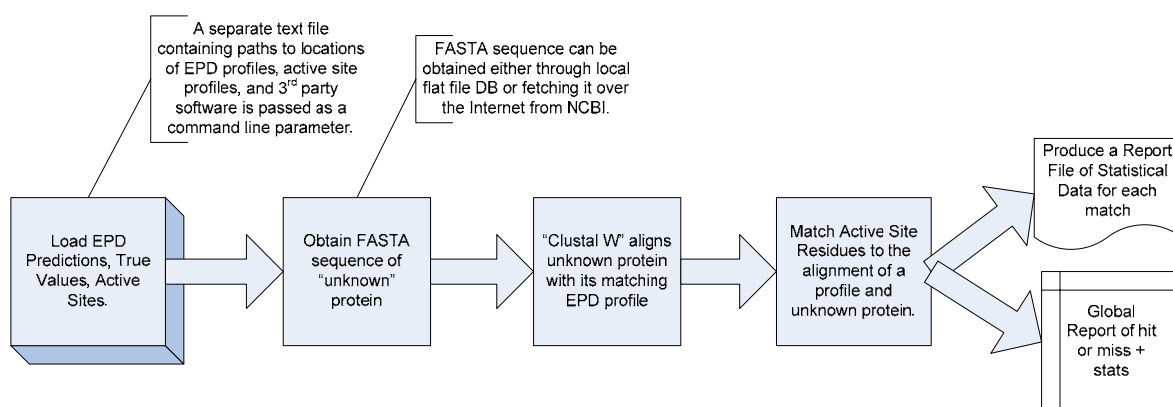 A separate text file
containing paths to locations
of EPD profiles, active site
profiles, and 3rd party
software is passed as a
command line parameter.
FASTA sequence can be
obtained either through local
flat file DB or fetching it over
the Internet from NCBI.
Load EPD
Predictions, True
Values, Active
Sites.
Obtain FASTA
sequence of
“unknown”
protein
“Clustal W” aligns
unknown protein
with its matching
EPD profile
Match Active Site
Residues to the
alignment of a
profile and
unknown protein.
Produce a Report
File of Statistical
Data for each
match
Global
Report of hit
or miss +
stats